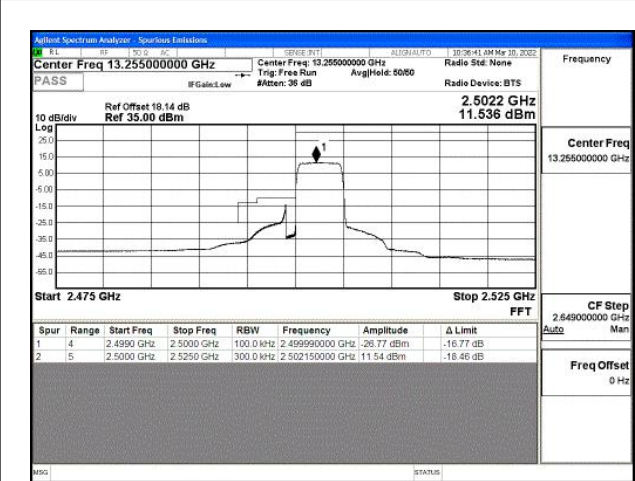 Agilent Spectrum Analyzer - Spurious Emissions
RL RF 50 Ω AC SENSE:INT ALIGN AUTO 10:36:41 AM Mar 10, 2022
Center Freq 13.255000000 GHz
Center Freq: 13.255000000 GHz
Radio Std: None
Frequency
Trig: Free Run Avg|Hold: 50/50
PASS
IFGain:Low
#Atten: 36 dB
Radio Device: BTS
Ref Offset 18.14 dB
2.5022 GHz
10 dB/div Ref 35.00 dBm
11.536 dBm
Log
25.0
15.0
5.00
-5.00
-15.0
-25.0
-35.0
-45.0
-55.0
1
Center Freq
13.255000000 GHz
Start 2.475 GHz
Stop 2.525 GHz
FFT
CF Step
2.649000000 GHz
Auto Man
Spur Range Start Freq Stop Freq RBW Frequency Amplitude Δ Limit
1 4 2.4990 GHz 2.5000 GHz 100.0 kHz 2.499990000 GHz -26.77 dBm -16.77 dB
2 5 2.5000 GHz 2.5250 GHz 300.0 kHz 2.502150000 GHz 11.54 dBm -18.46 dB
Freq Offset
0 Hz
MSG STATUS